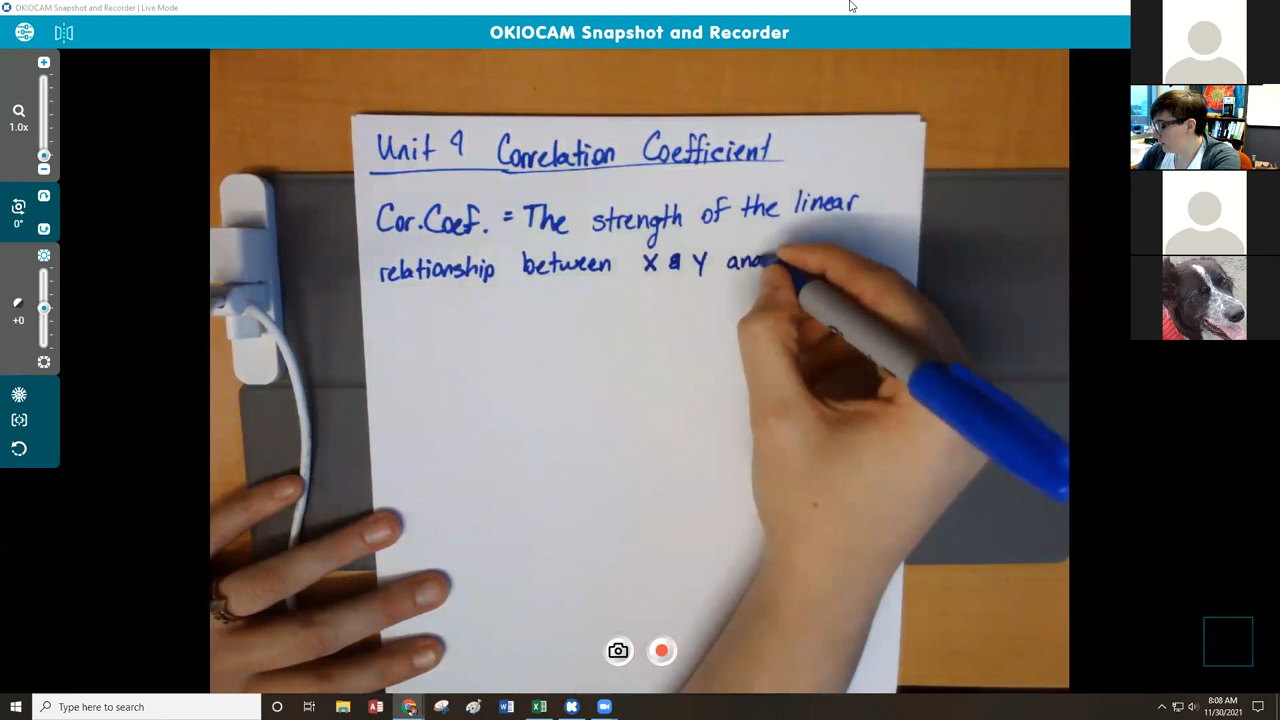 OKIOCAM Snapshot and Recorder | Live Mode
OKIOCAM Snapshot and Recorder
1.0x
0°
+0
Unit 9 Correlation Coefficient
Cor.Coef. = The strength of the linear
relationship between X & Y and
Type here to search
8:08 AM
11/30/2021